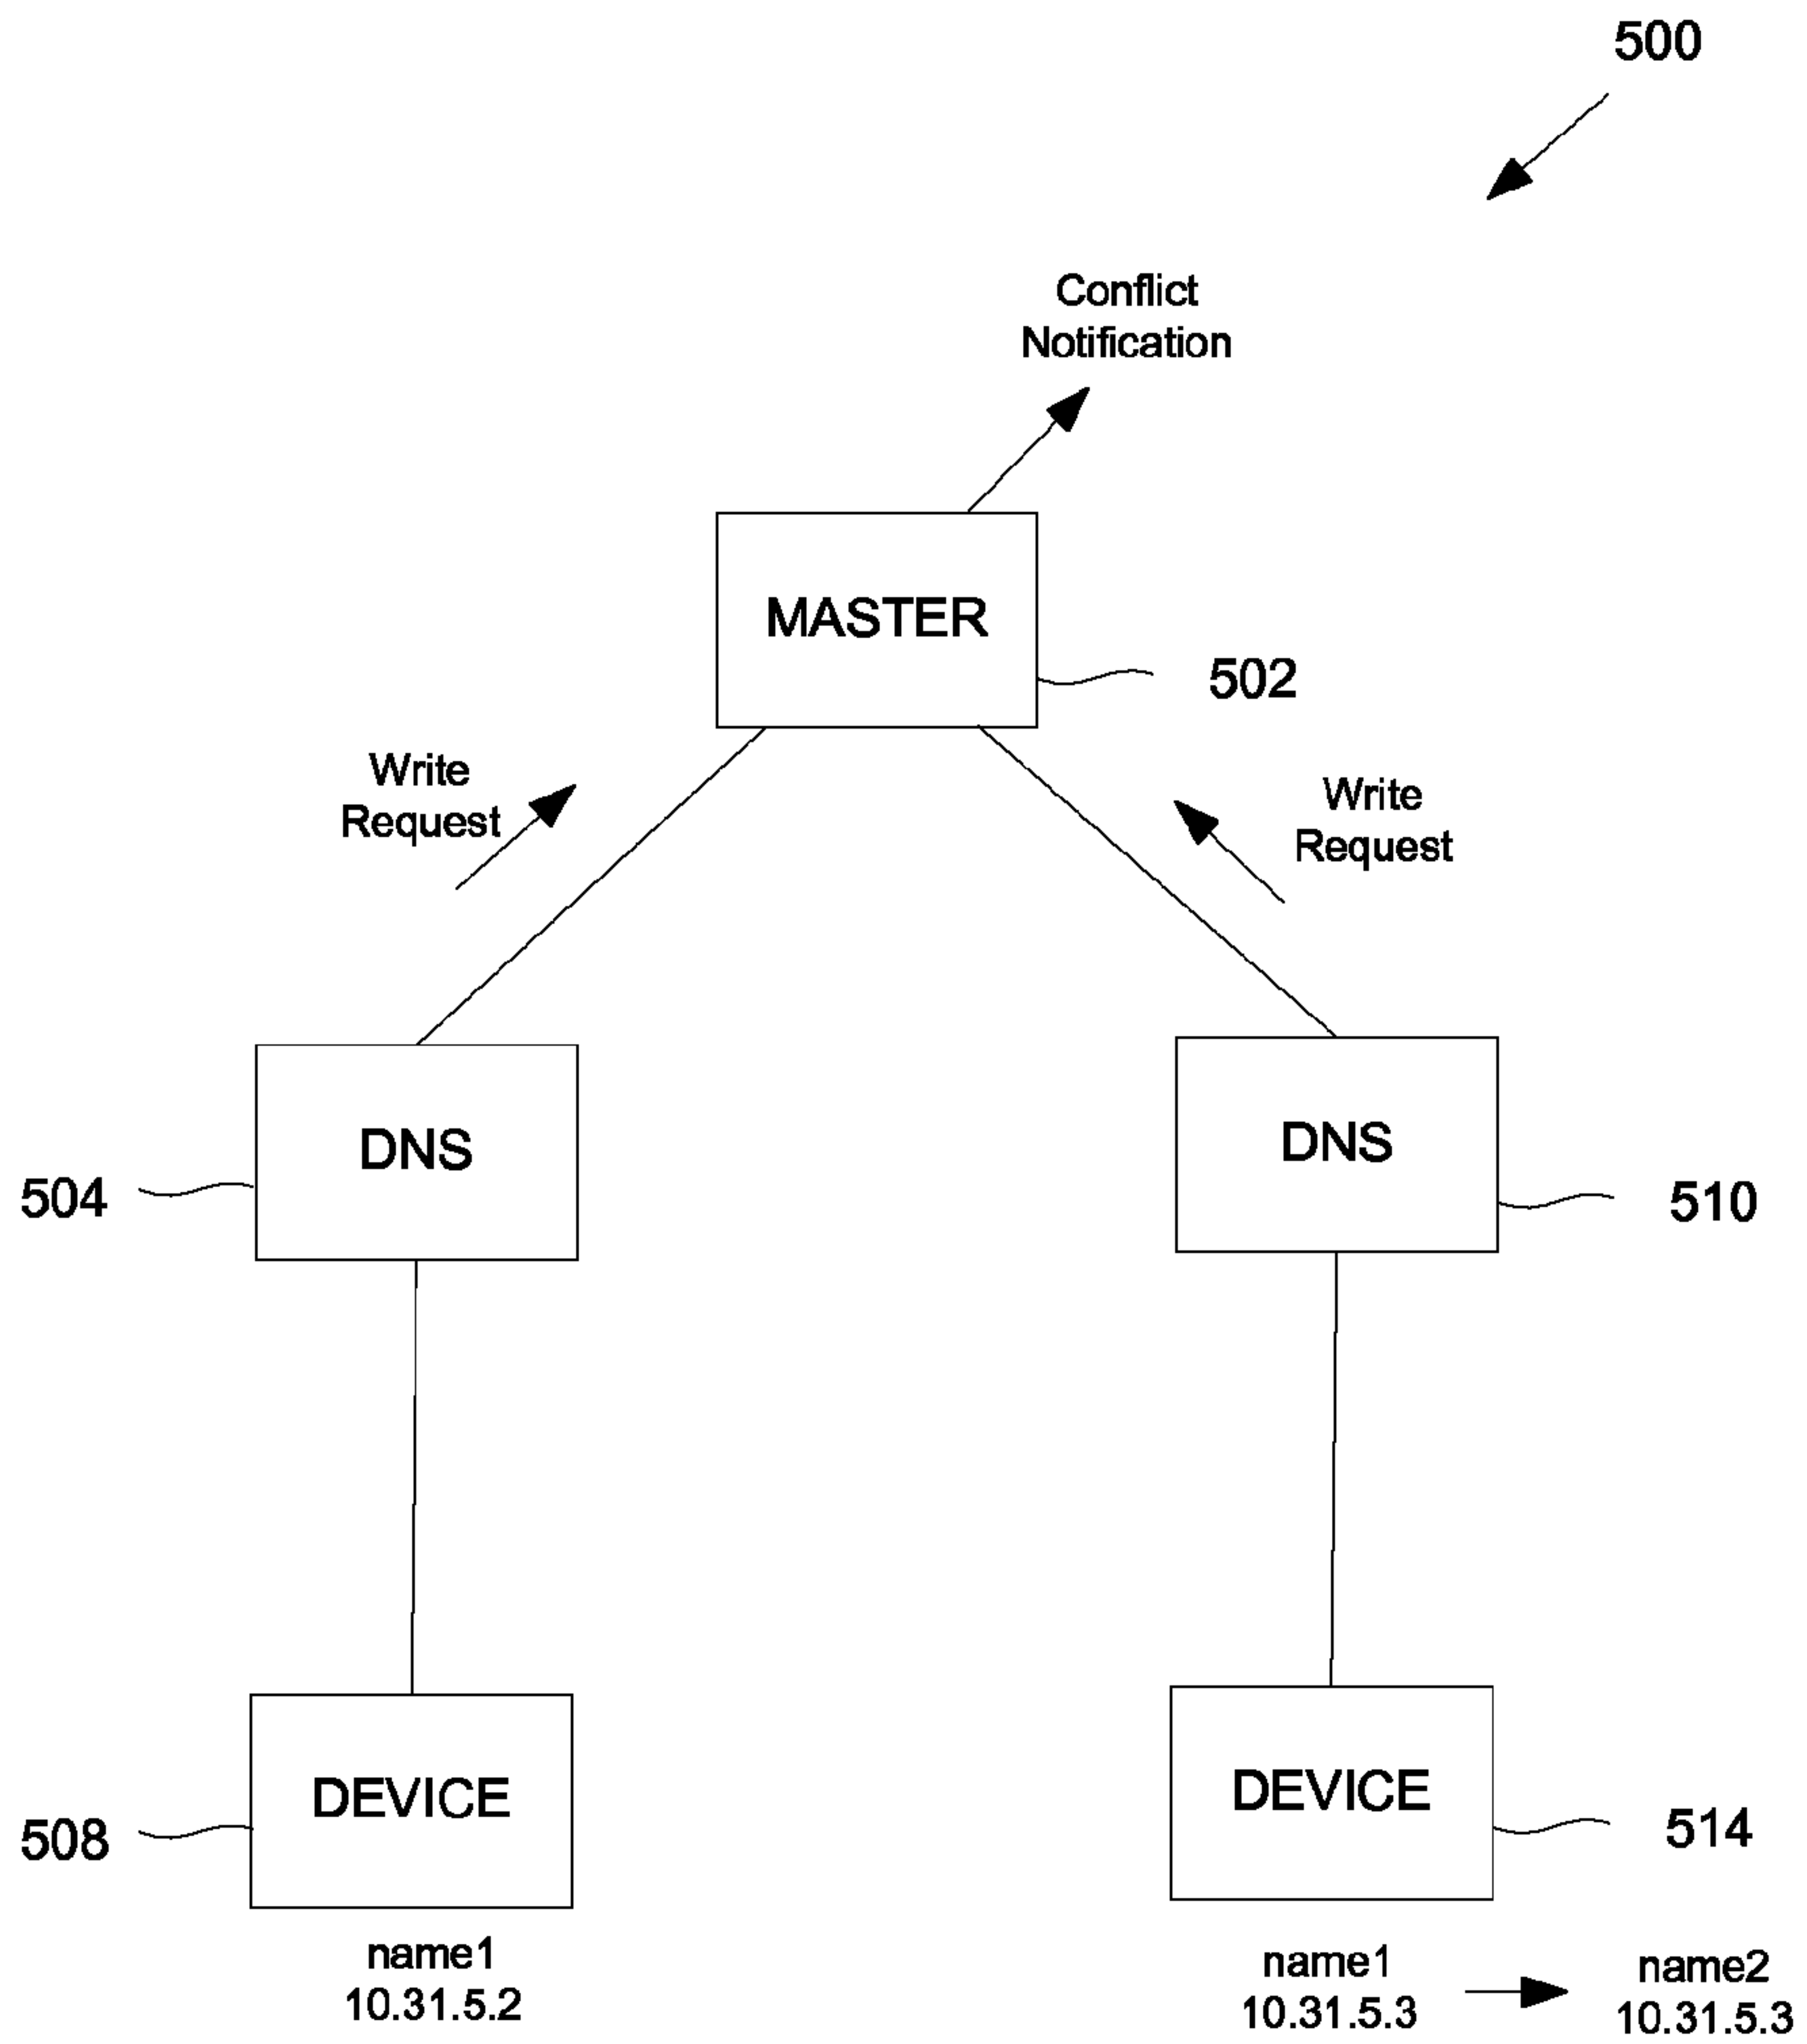 500
Conflict
Notification
MASTER
502
Write
Request
Write
Request
DNS
504
DNS
510
DEVICE
508
DEVICE
514
name1
10.31.5.2
name1
10.31.5.3
name2
10.31.5.3